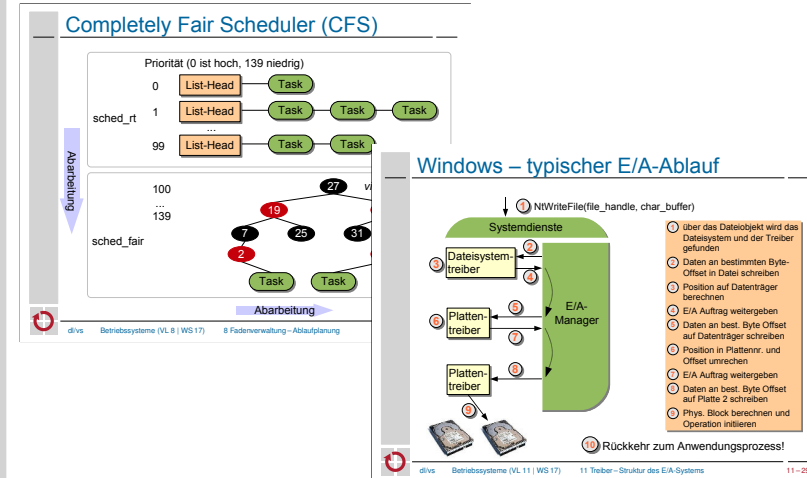 Completely Fair Scheduler (CFS)
Priorität (0 ist hoch, 139 niedrig)
0 List-Head Task
sched_rt 1 List-Head Task Task Task
...
99 List-Head Task Task
Abarbeitung
100
...
139
sched_fair
27
19
7 25 31
2
Task Task
Abarbeitung
dl/vs Betriebssysteme (VL 8 | WS 17) 8 Fadenverwaltung – Ablaufplanung
Windows – typischer E/A-Ablauf
1 NtWriteFile(file_handle, char_buffer)
Systemdienste
2
Dateisystem-
treiber
3
4
5
Platten-
treiber
6
7
E/A-
Manager
8
Platten-
treiber
9
10 Rückkehr zum Anwendungsprozess!
1 über das Dateiobjekt wird das
Dateisystem und der Treiber
gefunden
2 Daten an bestimmten Byte-
Offset in Datei schreiben
3 Position auf Datenträger
berechnen
4 E/A Auftrag weitergeben
5 Daten an best. Byte Offset
auf Datenträger schreiben
6 Position in Plattennr. und
Offset umrechen
7 E/A Auftrag weitergeben
8 Daten an best. Byte Offset
auf Platte 2 schreiben
9 Phys. Block berechnen und
Operation initiieren
dl/vs Betriebssysteme (VL 11 | WS 17) 11 Treiber – Struktur des E/A-Systems 11 – 25